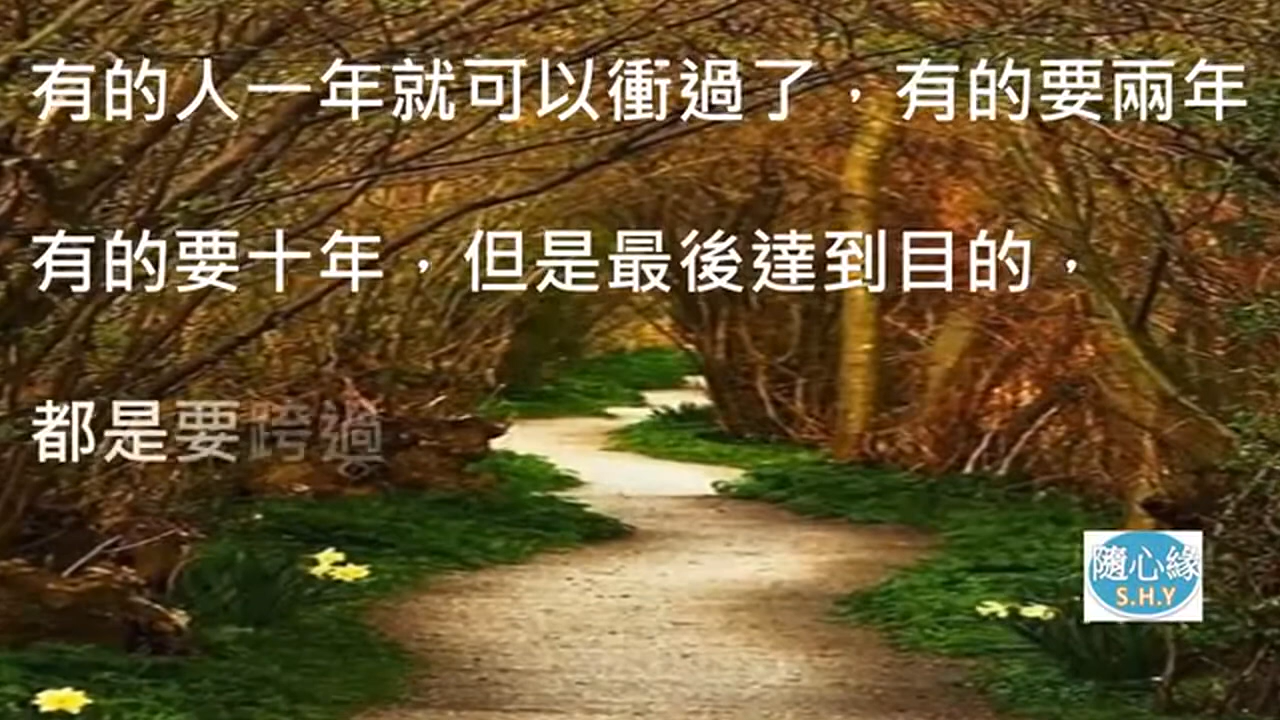 有的人一年就可以衝過了，有的要兩年
有的要十年，但是最後達到目的，
都是要跨過
隨心緣
S.H.Y